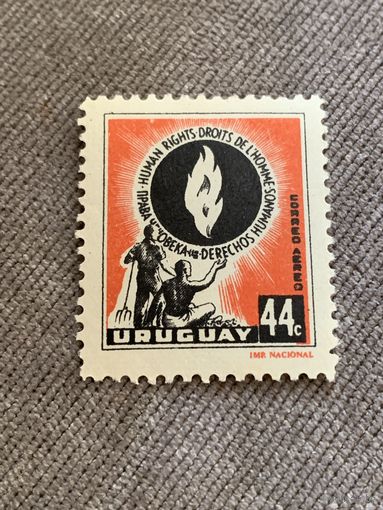 HUMAN RIGHTS·DROITS DE L'HOMME·
DERECHOS HUMANOS·
CORREO AEREO
44c
URUGUAY
IMP. NACIONAL